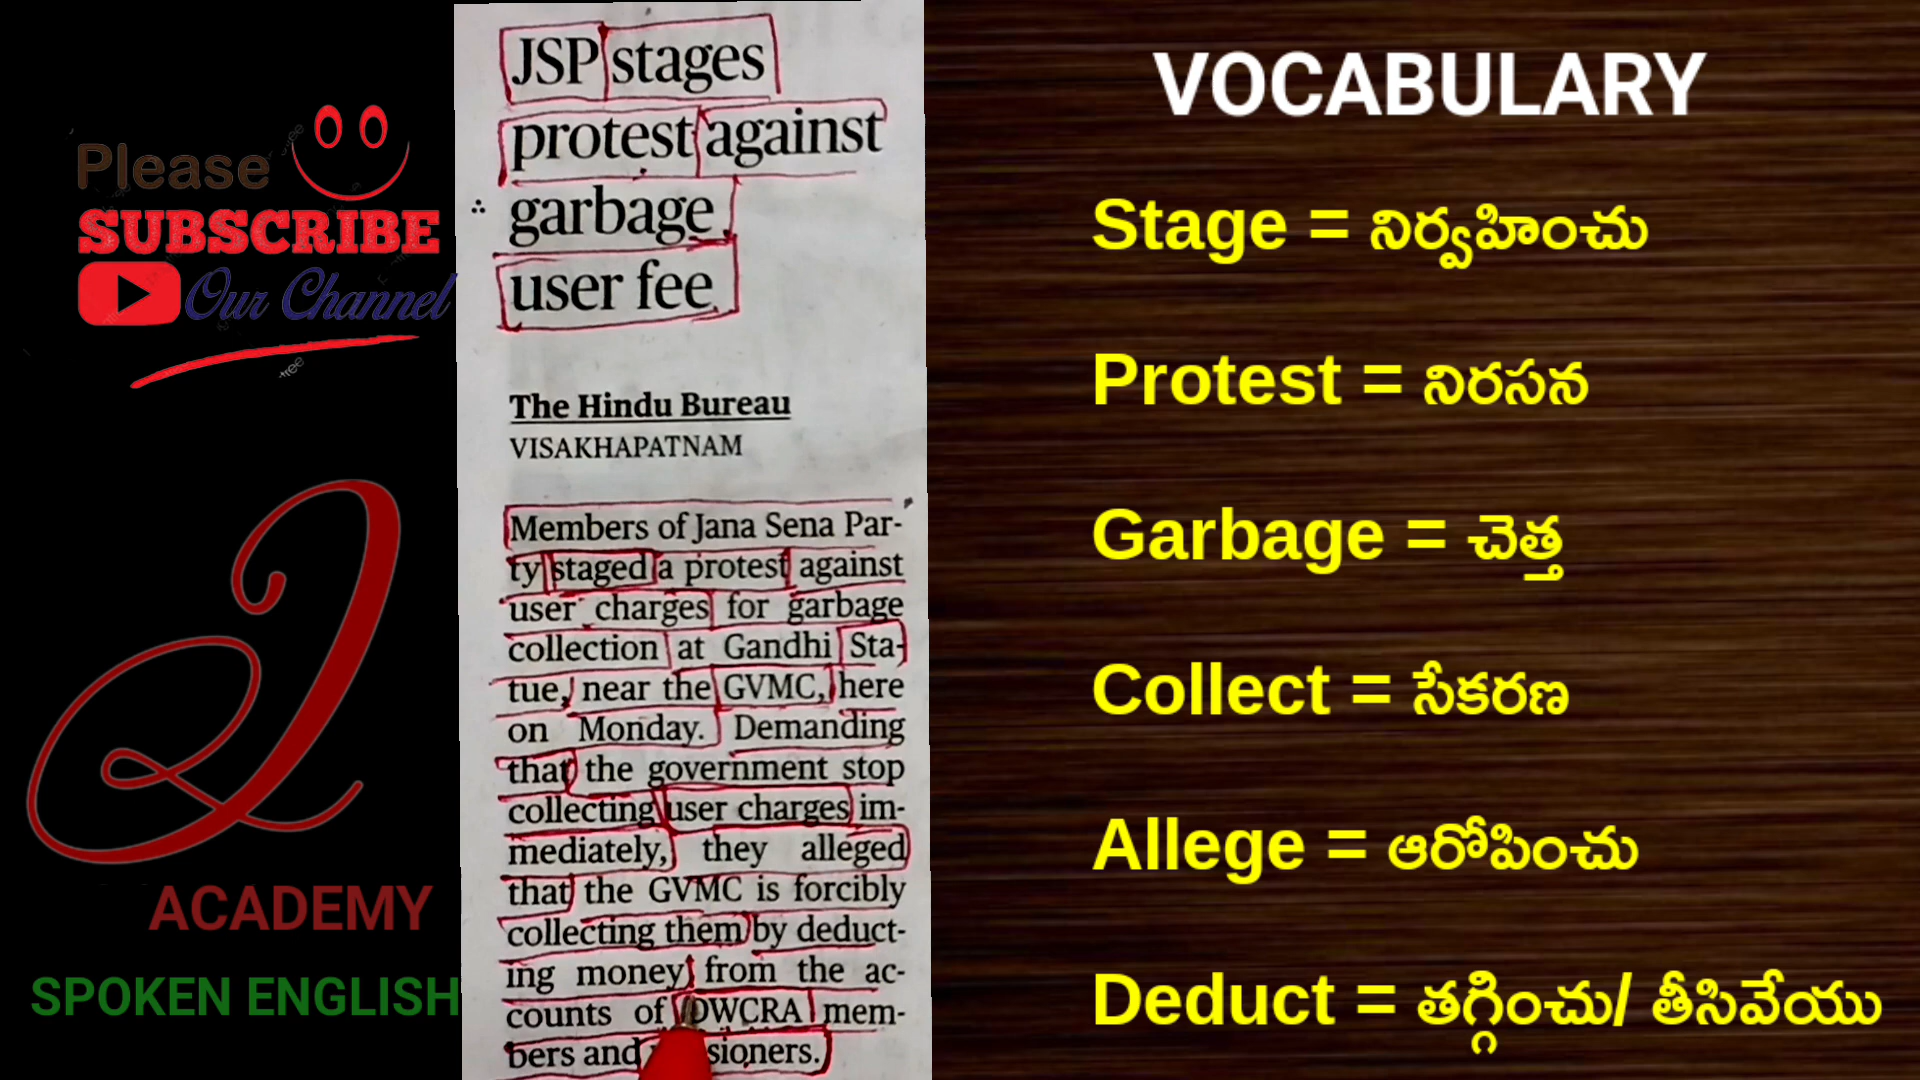 Please
SUBSCRIBE
Our Channel
ACADEMY
SPOKEN ENGLISH
JSP stages
protest against
garbage
user fee
The Hindu Bureau
VISAKHAPATNAM
Members of Jana Sena Par-
ty staged a protest against
user charges for garbage
collection at Gandhi Sta-
tue, near the GVMC, here
on Monday. Demanding
that the government stop
collecting user charges im-
mediately, they alleged
that the GVMC is forcibly
collecting them by deduct-
ing money from the ac-
counts of DWCRA mem-
bers and sioners.
VOCABULARY
Stage = నిర్వహించు
Protest = నిరసన
Garbage = చెత్త
Collect = సేకరణ
Allege = ఆరోపించు
Deduct = తగ్గించు/ తీసివేయు